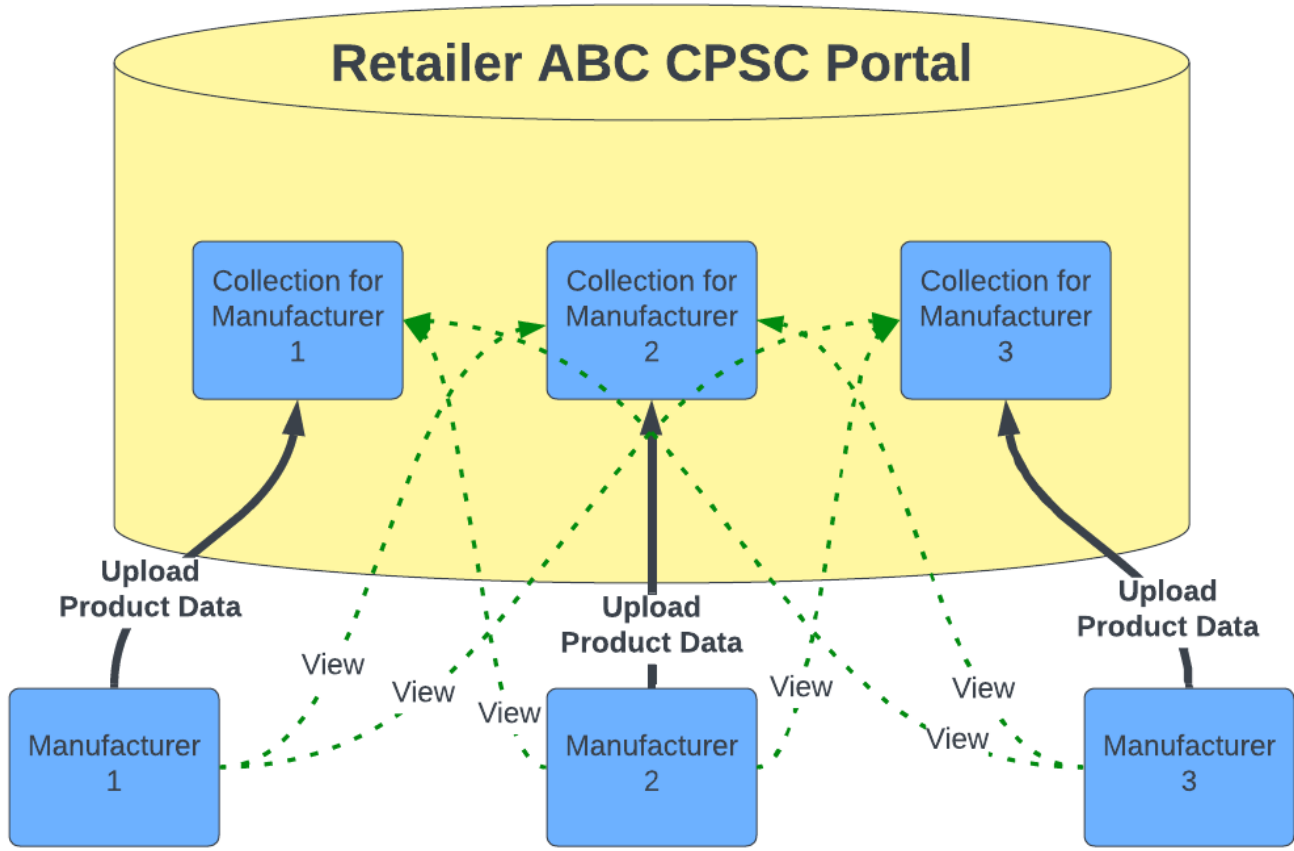 Retailer ABC CPSC Portal
Collection for
Manufacturer
1
Collection for
Manufacturer
2
Collection for
Manufacturer
3
Upload
Product Data
Upload
Product Data
Upload
Product Data
View
View
View
View
View
View
Manufacturer
1
Manufacturer
2
Manufacturer
3